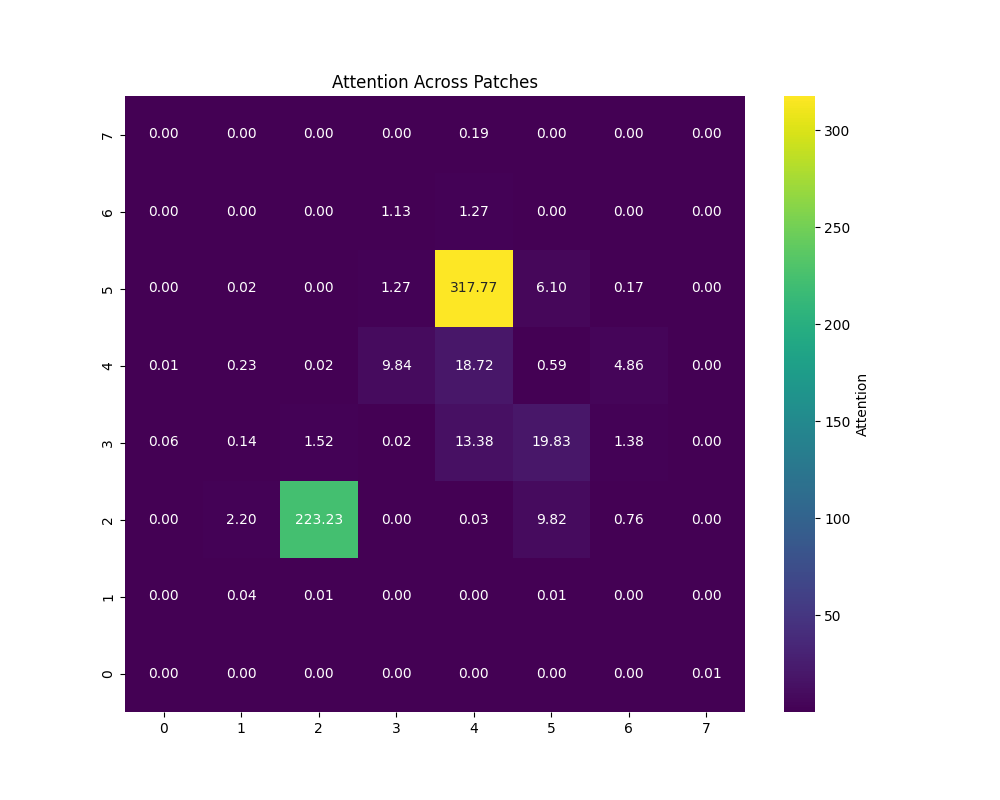 Attention Across Patches
7 0.00 0.00 0.00 0.00 0.19 0.00 0.00 0.00
6 0.00 0.00 0.00 1.13 1.27 0.00 0.00 0.00
5 0.00 0.02 0.00 1.27 317.77 6.10 0.17 0.00
4 0.01 0.23 0.02 9.84 18.72 0.59 4.86 0.00
3 0.06 0.14 1.52 0.02 13.38 19.83 1.38 0.00
2 0.00 2.20 223.23 0.00 0.03 9.82 0.76 0.00
1 0.00 0.04 0.01 0.00 0.00 0.01 0.00 0.00
0 0.00 0.00 0.00 0.00 0.00 0.00 0.00 0.01
0 1 2 3 4 5 6 7
300
250
200
150
100
50
Attention